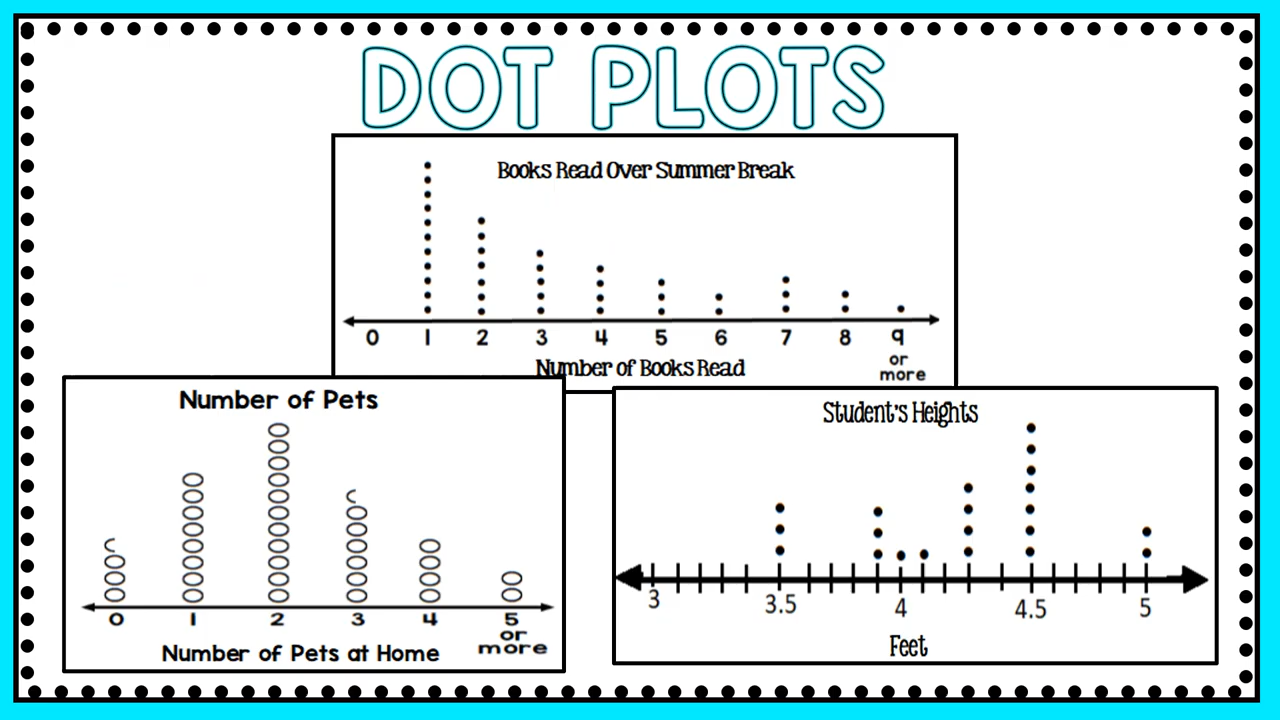 DOT PLOTS
Books Read Over Summer Break
0 1 2 3 4 5 6 7 8 9
or
more
Number of Books Read
Number of Pets
0 1 2 3 4 5
or
more
Number of Pets at Home
Student's Heights
3 3.5 4 4.5 5
Feet